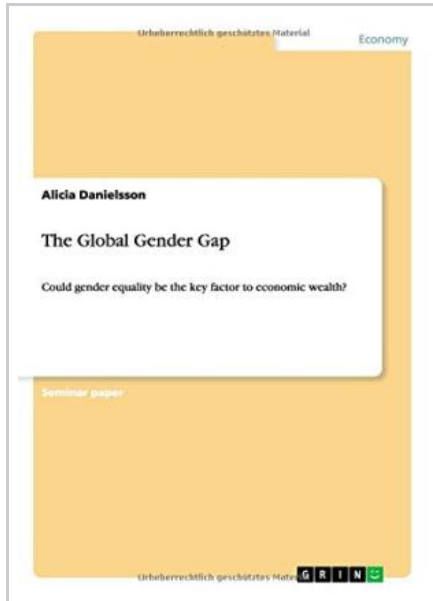 Urheberrechtlich geschütztes Material
Economy
Alicia Danielsson
The Global Gender Gap
Could gender equality be the key factor to economic wealth?
Seminar paper
Urheberrechtlich geschütztes Mater
GRIN